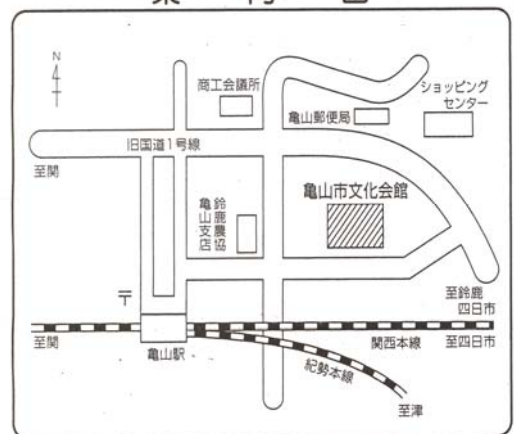 案内図
N
商工会議所
ショッピング
センター
亀山郵便局
旧国道1号線
至関
亀山市文化会館
鈴鹿農協
亀山支店
至鈴鹿
四日市
〒
至関
亀山駅
関西本線
至四日市
紀勢本線
至津